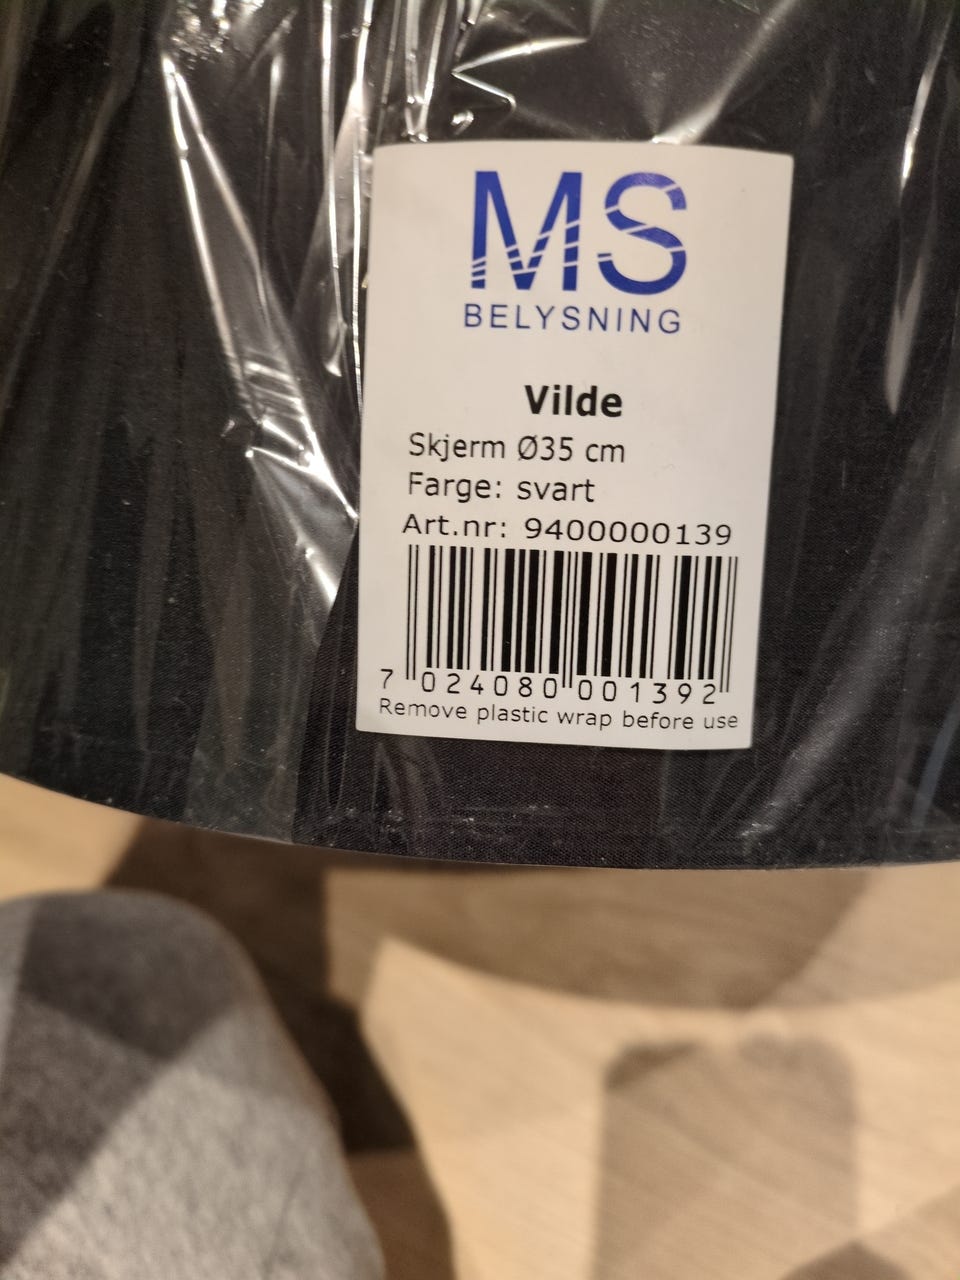 MS
BELYSNING
Vilde
Skjerm Ø35 cm
Farge: svart
Art.nr: 9400000139
7 024080 001392
Remove plastic wrap before use